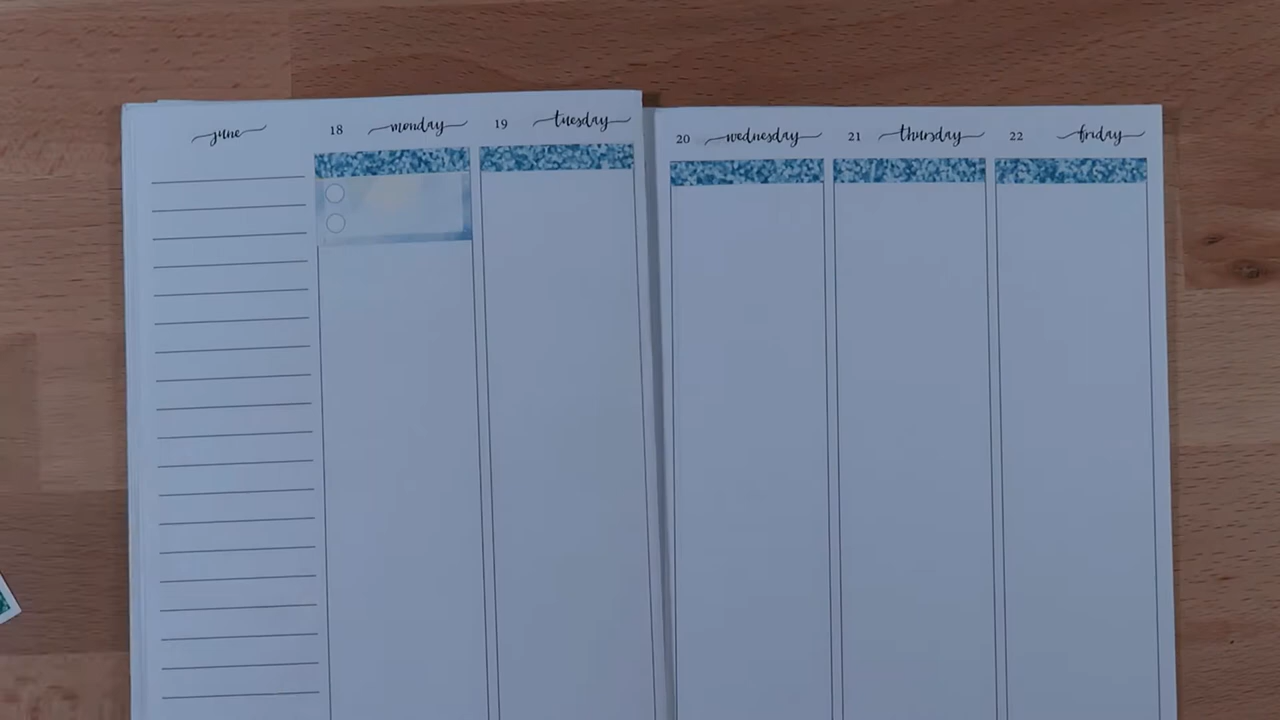 june
18 monday
19 tuesday
20 wednesday
21 thursday
22 friday